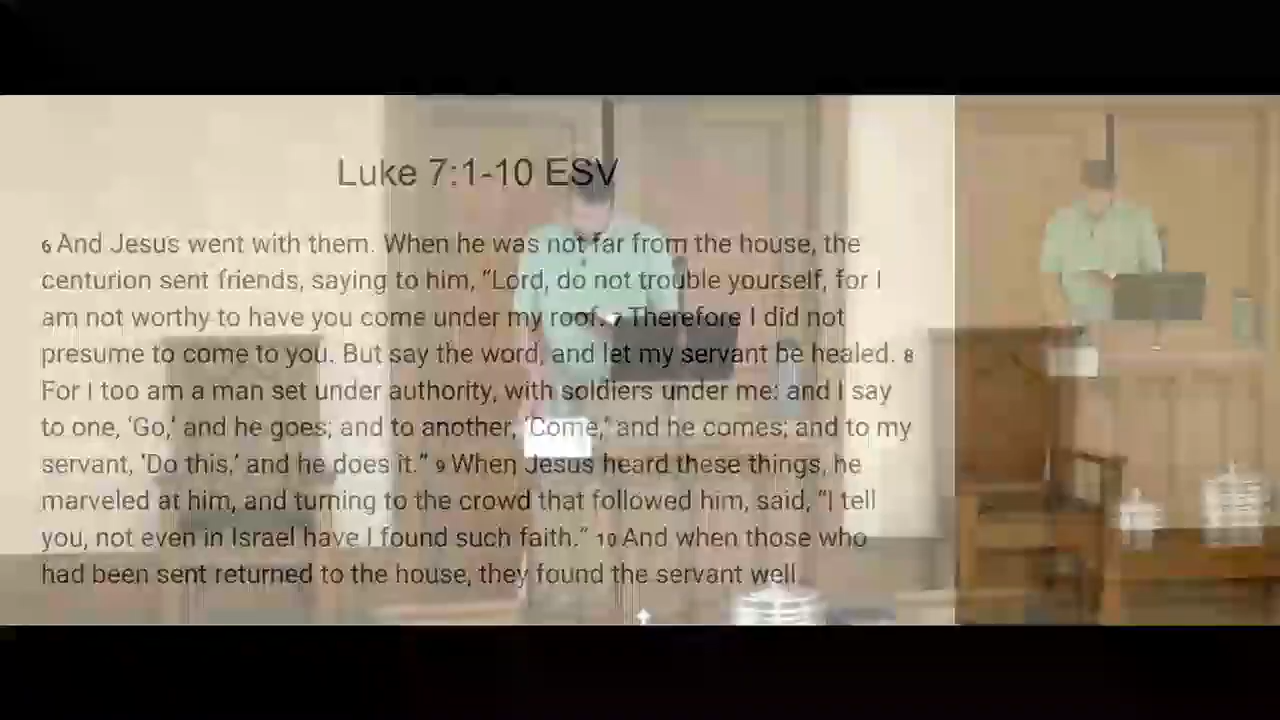 Luke 7:1-10 ESV
6 And Jesus went with them. When he was not far from the house, the
centurion sent friends, saying to him, “Lord, do not trouble yourself, for I
am not worthy to have you come under my roof. 7 Therefore I did not
presume to come to you. But say the word, and let my servant be healed. 8
For I too am a man set under authority, with soldiers under me: and I say
to one, ‘Go,’ and he goes; and to another, ‘Come,’ and he comes; and to my
servant, ‘Do this,’ and he does it.” 9 When Jesus heard these things, he
marveled at him, and turning to the crowd that followed him, said, “I tell
you, not even in Israel have I found such faith.” 10 And when those who
had been sent returned to the house, they found the servant well.